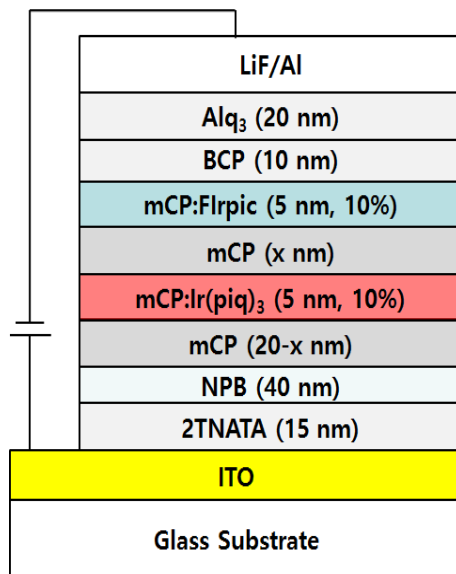 LiF/Al
Alq₃ (20 nm)
BCP (10 nm)
mCP:FIrpic (5 nm, 10%)
mCP (x nm)
mCP:Ir(piq)₃ (5 nm, 10%)
mCP (20-x nm)
NPB (40 nm)
2TNATA (15 nm)
ITO
Glass Substrate